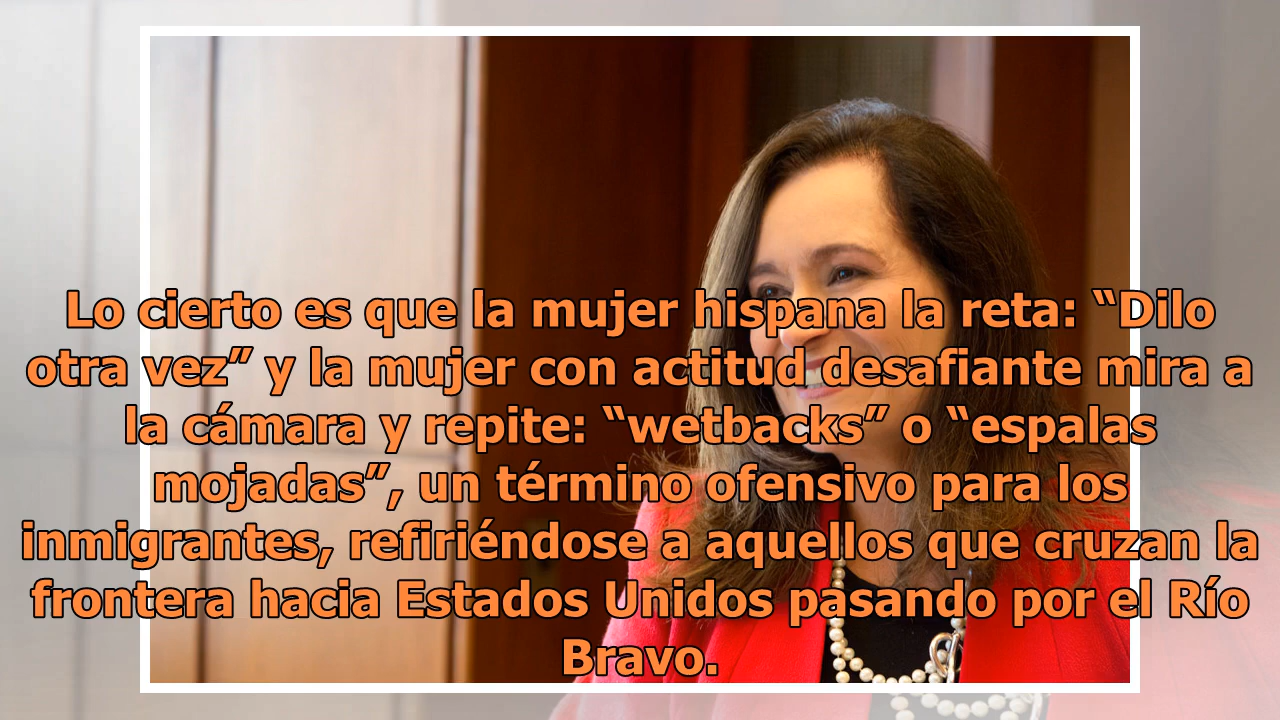 Lo cierto es que la mujer hispana la reta: “Dilo
otra vez” y la mujer con actitud desafiante mira a
la cámara y repite: “wetbacks” o “espalas
mojadas”, un término ofensivo para los
inmigrantes, refiriéndose a aquellos que cruzan la
frontera hacia Estados Unidos pasando por el Río
Bravo.